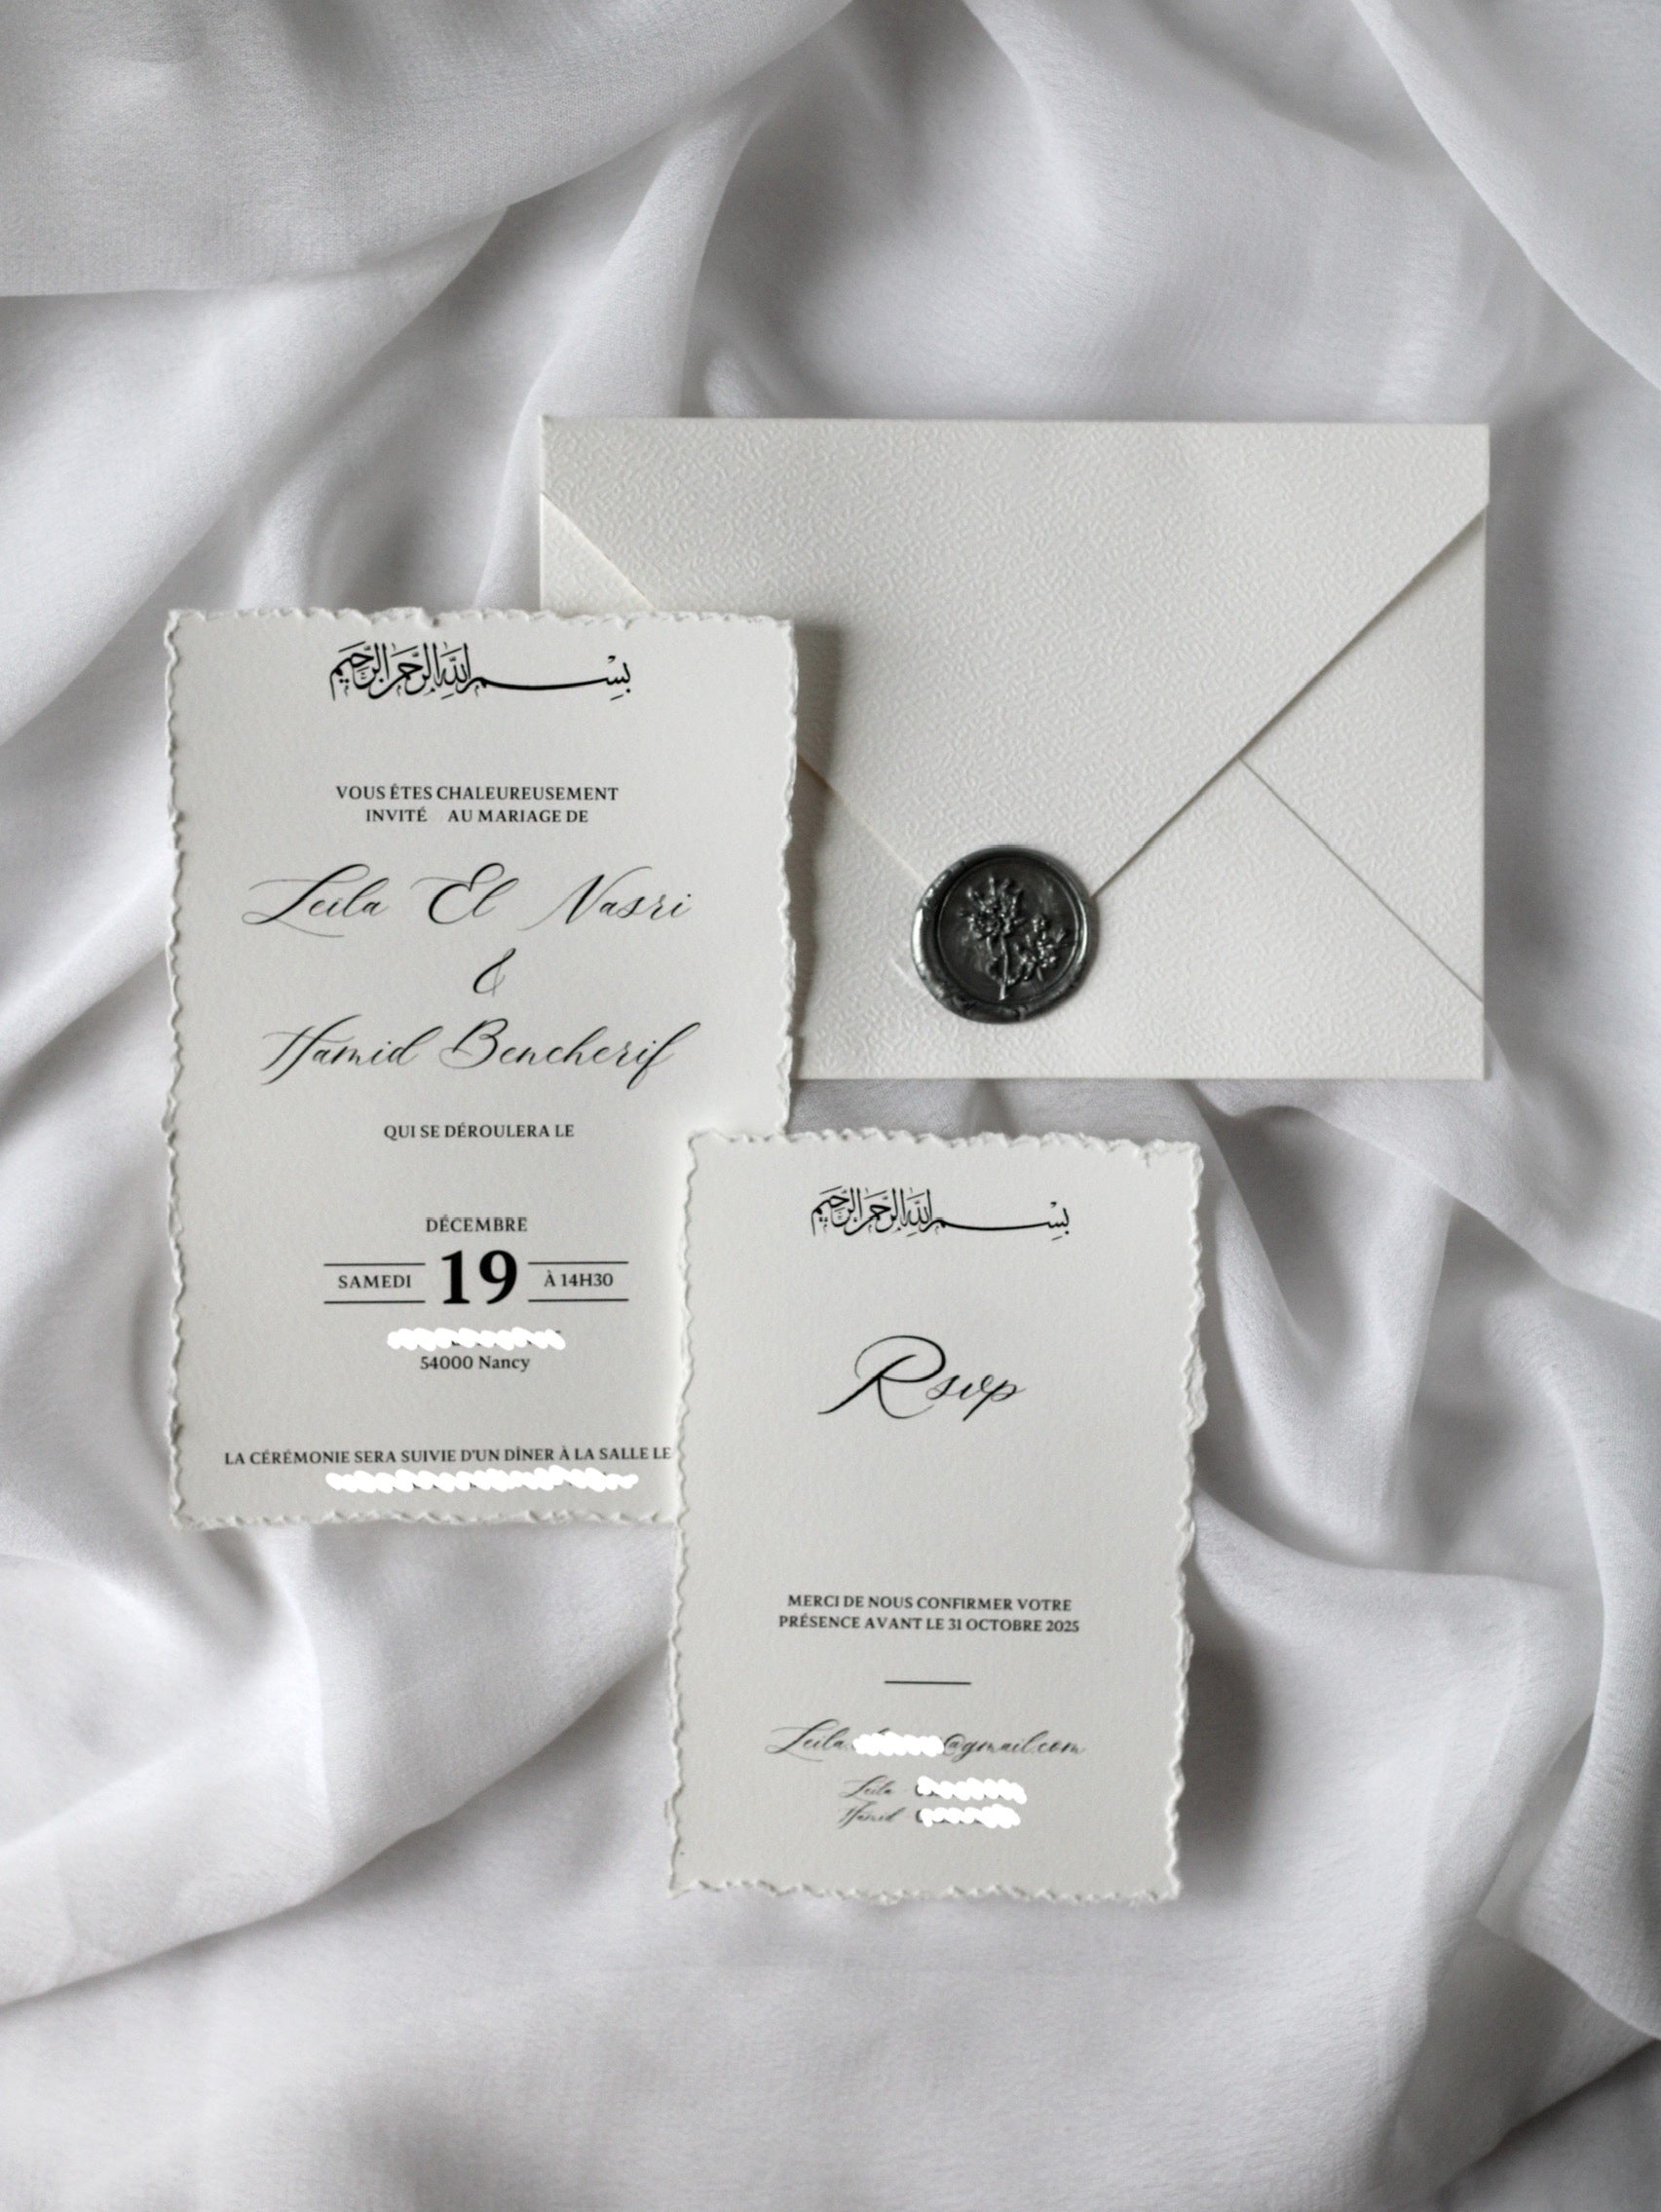 بسم الله الرحمن الرحيم
VOUS ÊTES CHALEUREUSEMENT
INVITÉ AU MARIAGE DE
Leila El Nasri
&
Hamid Bencherif
QUI SE DÉROULERA LE
DÉCEMBRE
SAMEDI 19 À 14H30
54000 Nancy
LA CÉRÉMONIE SERA SUIVIE D'UN DÎNER À LA SALLE LE
بسم الله الرحمن الرحيم
Rsvp
MERCI DE NOUS CONFIRMER VOTRE
PRÉSENCE AVANT LE 31 OCTOBRE 2025
Leila @gmail.com
Leila
Hamid